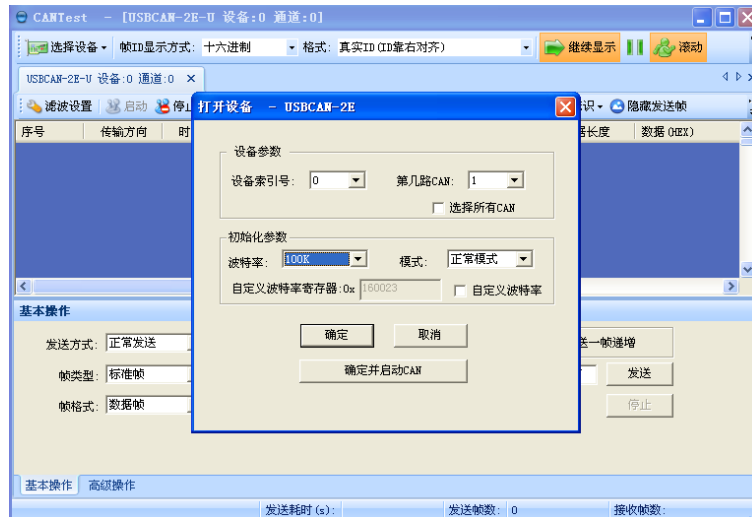 CANTest - [USBCAN-2E-U 设备:0 通道:0]
选择设备 帧ID显示方式: 十六进制 格式: 真实ID(ID靠右对齐) 继续显示 滚动
USBCAN-2E-U 设备:0 通道:0
滤波设置 启动 停止 隐藏发送帧
序号 传输方向 数据(HEX)
打开设备 - USBCAN-2E
设备参数
设备索引号: 0 第几路CAN: 1
选择所有CAN
初始化参数
波特率: 100K 模式: 正常模式
自定义波特率寄存器:0x 160023 自定义波特率
确定 取消
确定并启动CAN
基本操作
发送方式: 正常发送
帧类型: 标准帧 发送
帧格式: 数据帧 停止
基本操作 高级操作
发送耗时(s): 发送帧数: 0 接收帧数: